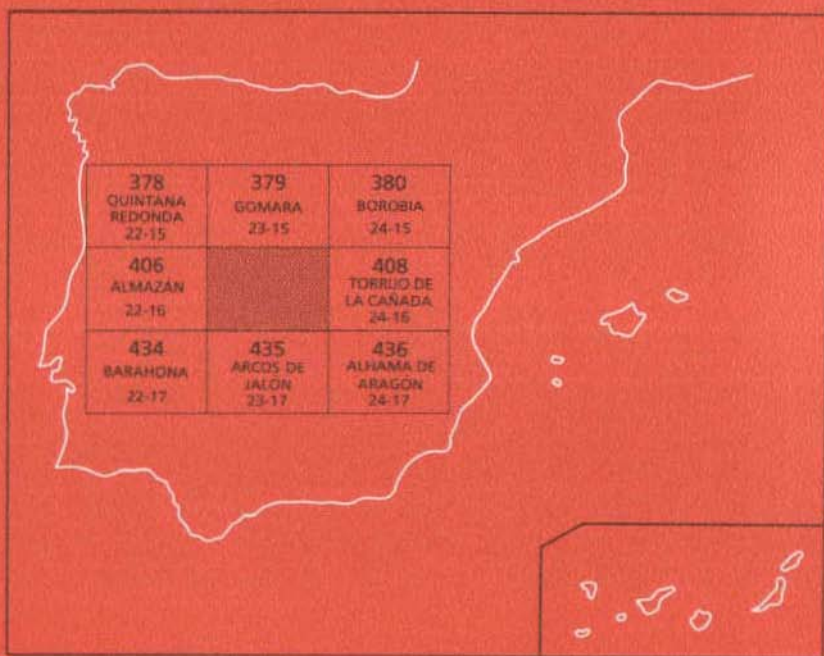 378
QUINTANA
REDONDA
22-15
379
GOMARA
23-15
380
BOROBIA
24-15
406
ALMAZÁN
22-16
408
TORRIJO DE
LA CAÑADA
24-16
434
BARAHONA
22-17
435
ARCOS DE
JALÓN
23-17
436
ALHAMA DE
ARAGÓN
24-17